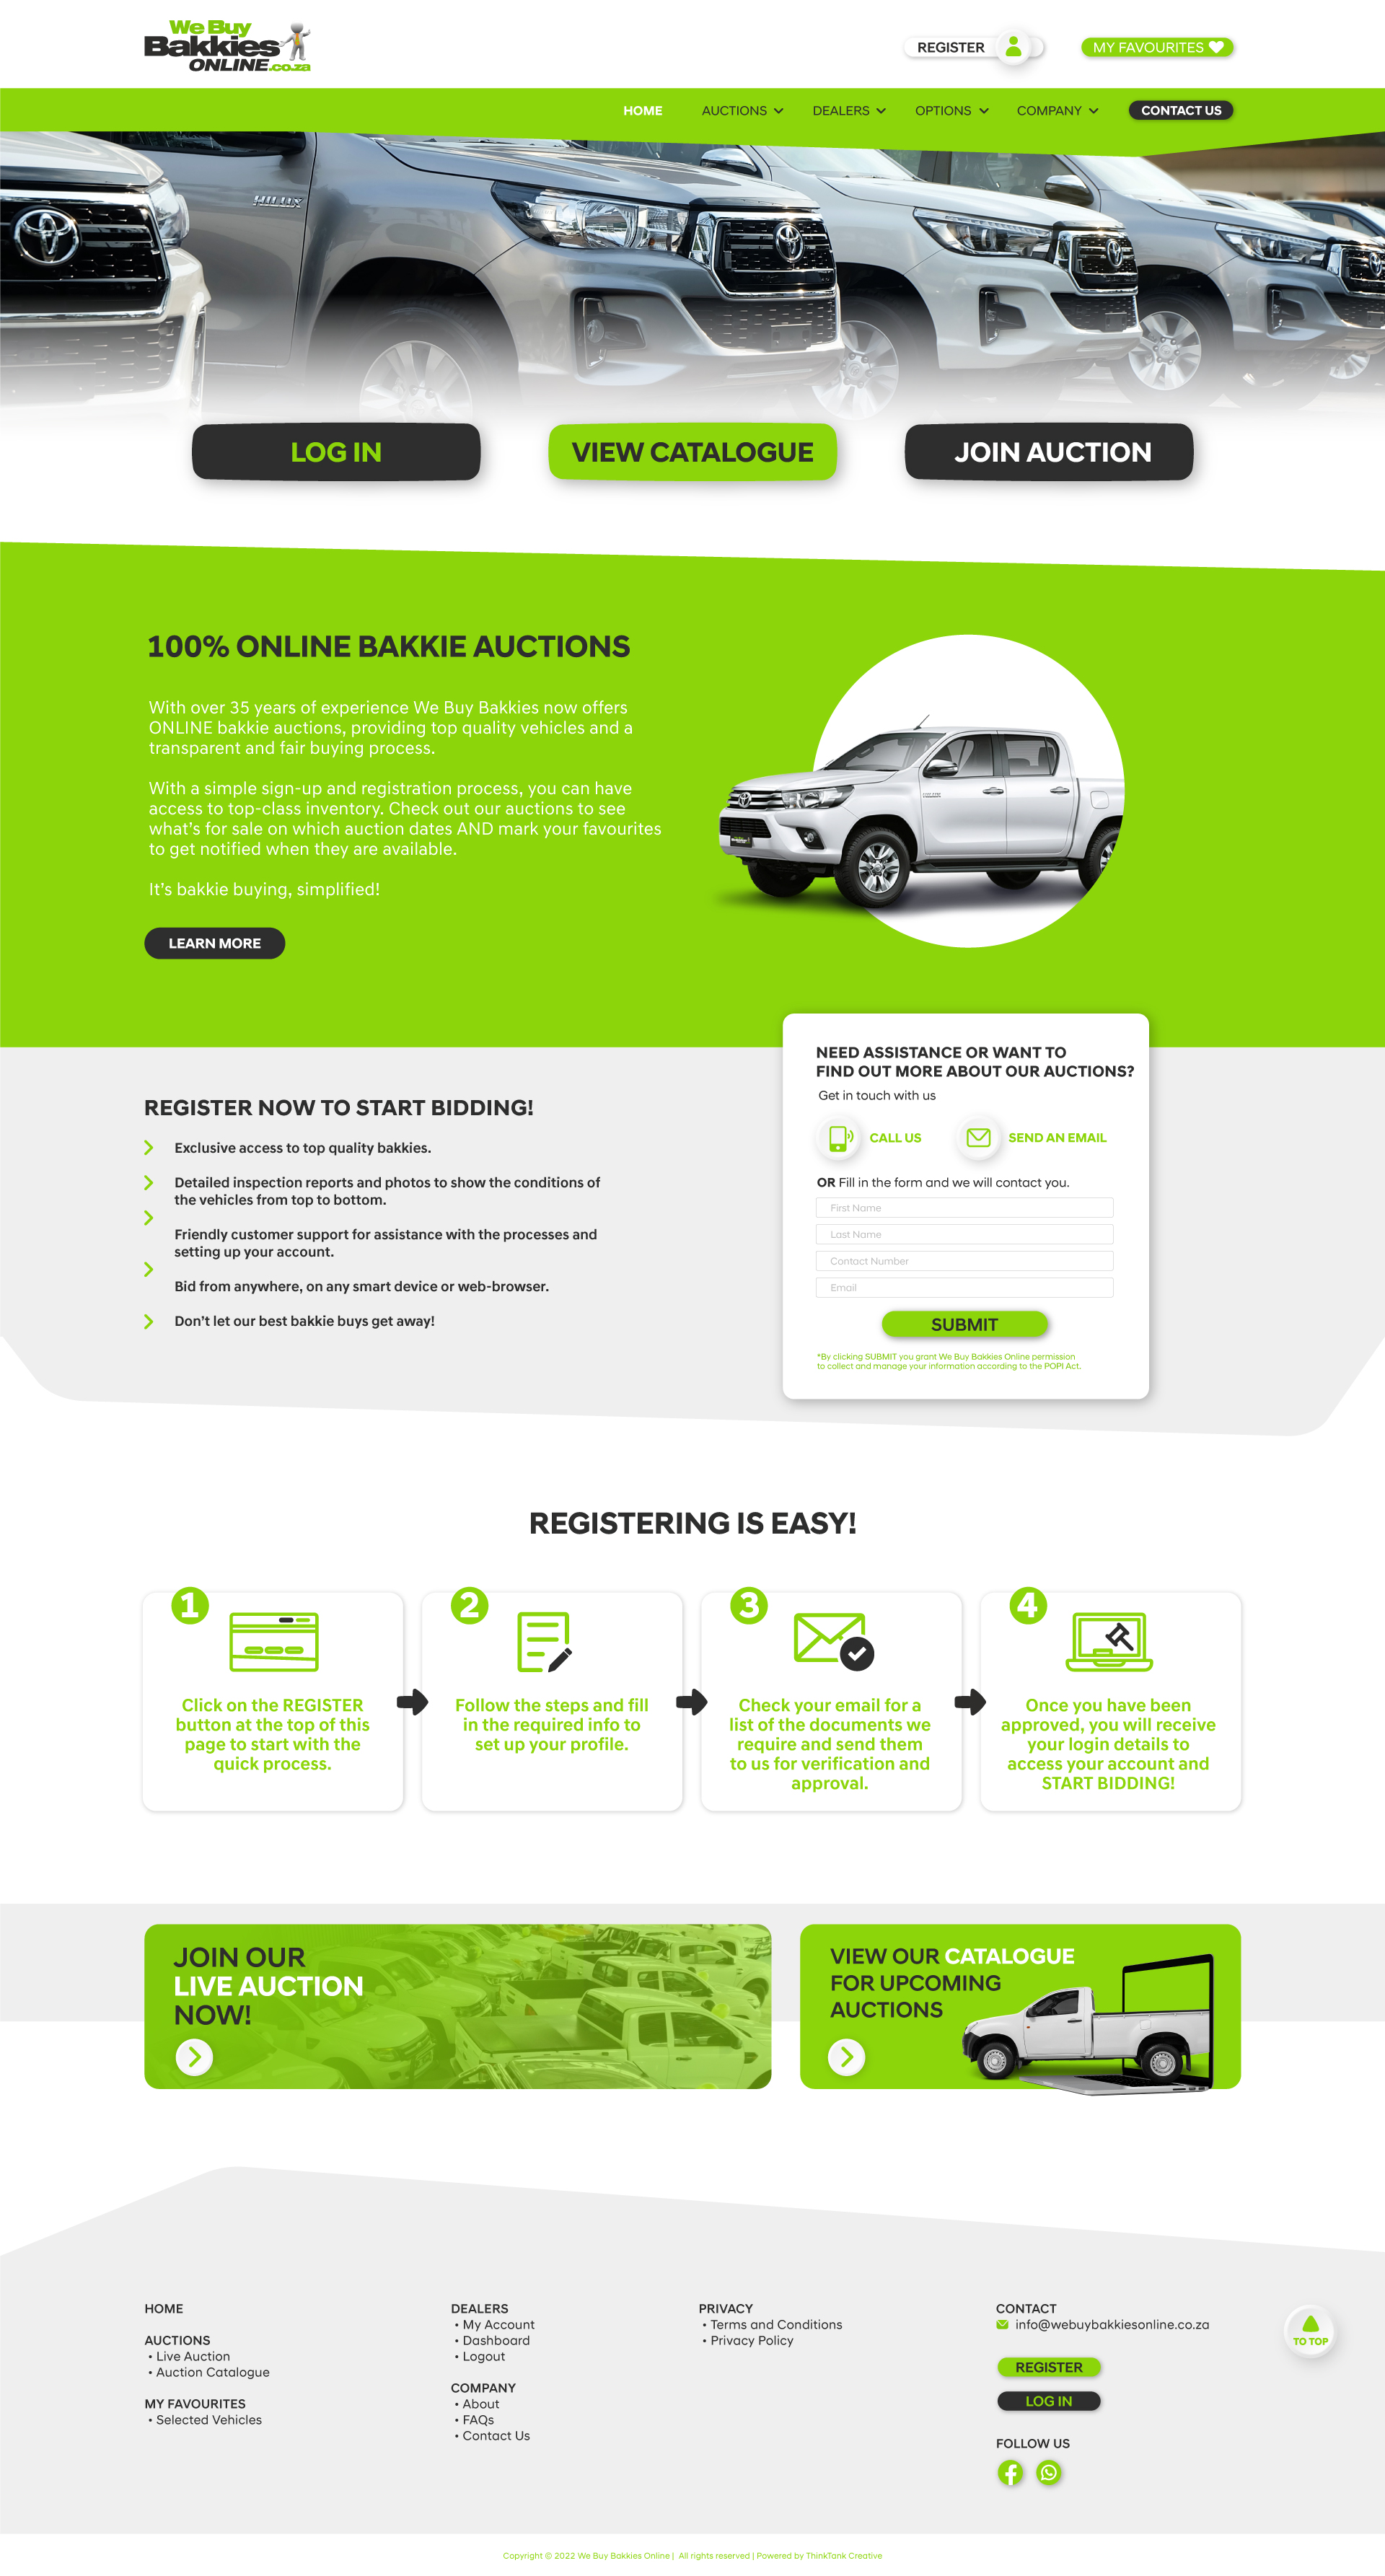 We Buy
Bakkies
ONLINE.co.za
REGISTER
MY FAVOURITES
HOME
AUCTIONS
DEALERS
OPTIONS
COMPANY
CONTACT US
HILUX
LOG IN
VIEW CATALOGUE
JOIN AUCTION
100% ONLINE BAKKIE AUCTIONS
With over 35 years of experience We Buy Bakkies now offers
ONLINE bakkie auctions, providing top quality vehicles and a
transparent and fair buying process.
With a simple sign-up and registration process, you can have
access to top-class inventory. Check out our auctions to see
what’s for sale on which auction dates AND mark your favourites
to get notified when they are available.
It’s bakkie buying, simplified!
LEARN MORE
REGISTER NOW TO START BIDDING!
Exclusive access to top quality bakkies.
Detailed inspection reports and photos to show the conditions of
the vehicles from top to bottom.
Friendly customer support for assistance with the processes and
setting up your account.
Bid from anywhere, on any smart device or web-browser.
Don’t let our best bakkie buys get away!
NEED ASSISTANCE OR WANT TO
FIND OUT MORE ABOUT OUR AUCTIONS?
Get in touch with us
CALL US
SEND AN EMAIL
OR Fill in the form and we will contact you.
First Name
Last Name
Contact Number
Email
SUBMIT
*By clicking SUBMIT you grant We Buy Bakkies Online permission
to collect and manage your information according to the POPI Act.
REGISTERING IS EASY!
1
Click on the REGISTER
button at the top of this
page to start with the
quick process.
2
Follow the steps and fill
in the required info to
set up your profile.
3
Check your email for a
list of the documents we
require and send them
to us for verification and
approval.
4
Once you have been
approved, you will receive
your login details to
access your account and
START BIDDING!
JOIN OUR
LIVE AUCTION
NOW!
VIEW OUR CATALOGUE
FOR UPCOMING
AUCTIONS
HOME
AUCTIONS
• Live Auction
• Auction Catalogue
MY FAVOURITES
• Selected Vehicles
DEALERS
• My Account
• Dashboard
• Logout
COMPANY
• About
• FAQs
• Contact Us
PRIVACY
• Terms and Conditions
• Privacy Policy
CONTACT
info@webuybakkiesonline.co.za
REGISTER
LOG IN
FOLLOW US
TO TOP
Copyright © 2022 We Buy Bakkies Online | All rights reserved | Powered by ThinkTank Creative